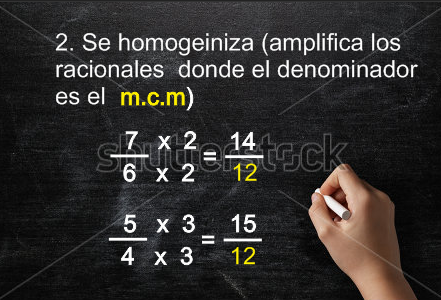 2. Se homogeiniza (amplifica los
racionales donde el denominador
es el m.c.m)
7 x 2 = 14
6 x 2 12
5 x 3 = 15
4 x 3 12
shutterstock